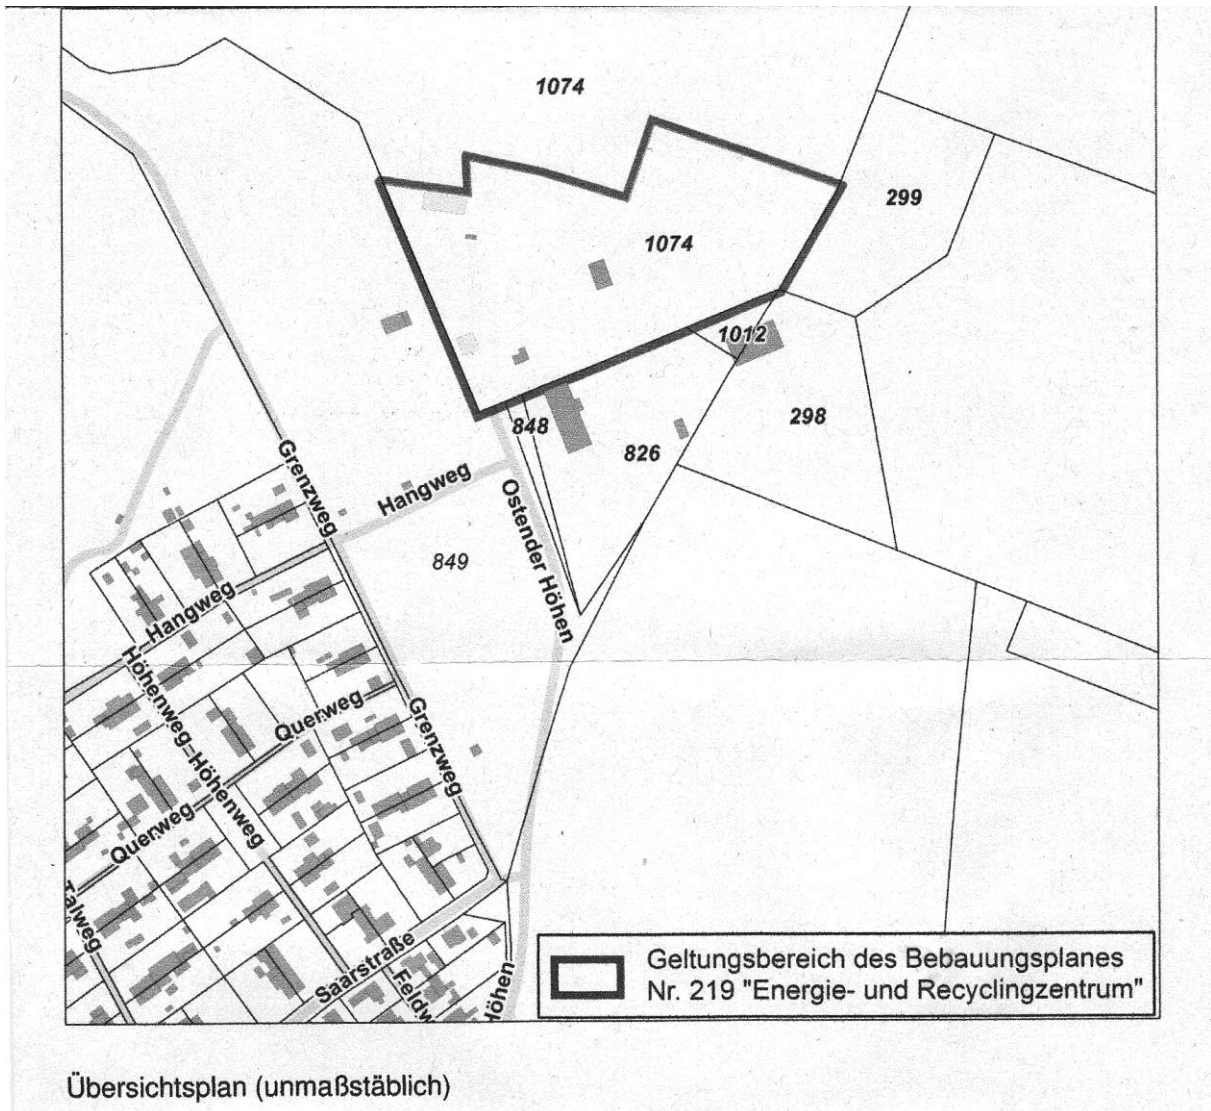 1074
299
1074
1012
848
298
826
Grenzweg
Hangweg
Ostender Höhen
849
Hangweg
Höhenweg
Querweg
Grenzweg
Höhenweg
Querweg
Talweg
Saarstraße
Feldw
Höhen
Geltungsbereich des Bebauungsplanes
Nr. 219 "Energie- und Recyclingzentrum"
Übersichtsplan (unmaßstäblich)